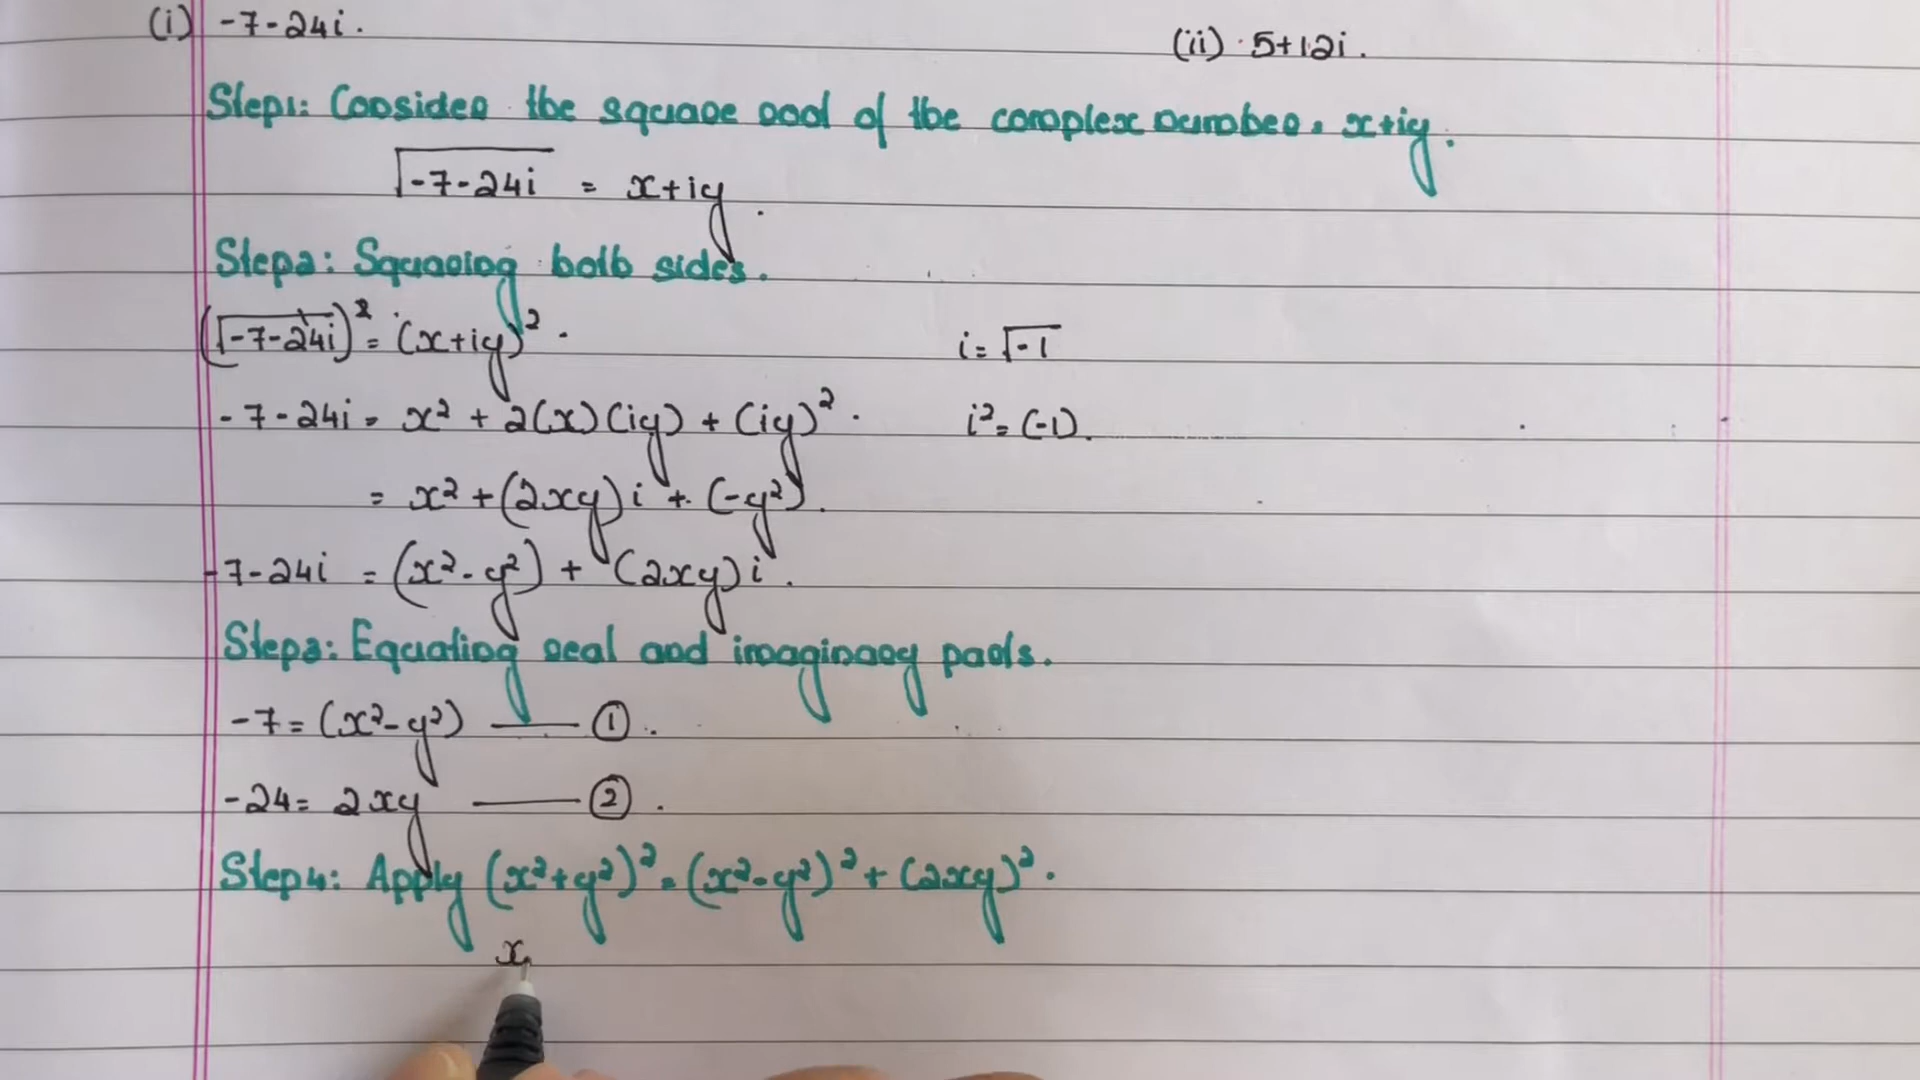 (i) -7-24i.
(ii) 5+12i.
Step1: Consider the square root of the complex number = x+iy.
√-7-24i = x+iy.
Step2: Squaring both sides.
(√-7-24i)² = (x+iy)².
i = √-1
-7-24i = x² + 2(x)(iy) + (iy)².
i² = (-1).
= x² + (2xy)i + (-y²).
-7-24i = (x²-y²) + (2xy)i.
Step3: Equating real and imaginary parts.
-7 = (x²-y²) —— ①.
-24 = 2xy —— ②.
Step4: Apply (x²+y²)² = (x²-y²)² + (2xy)².
x